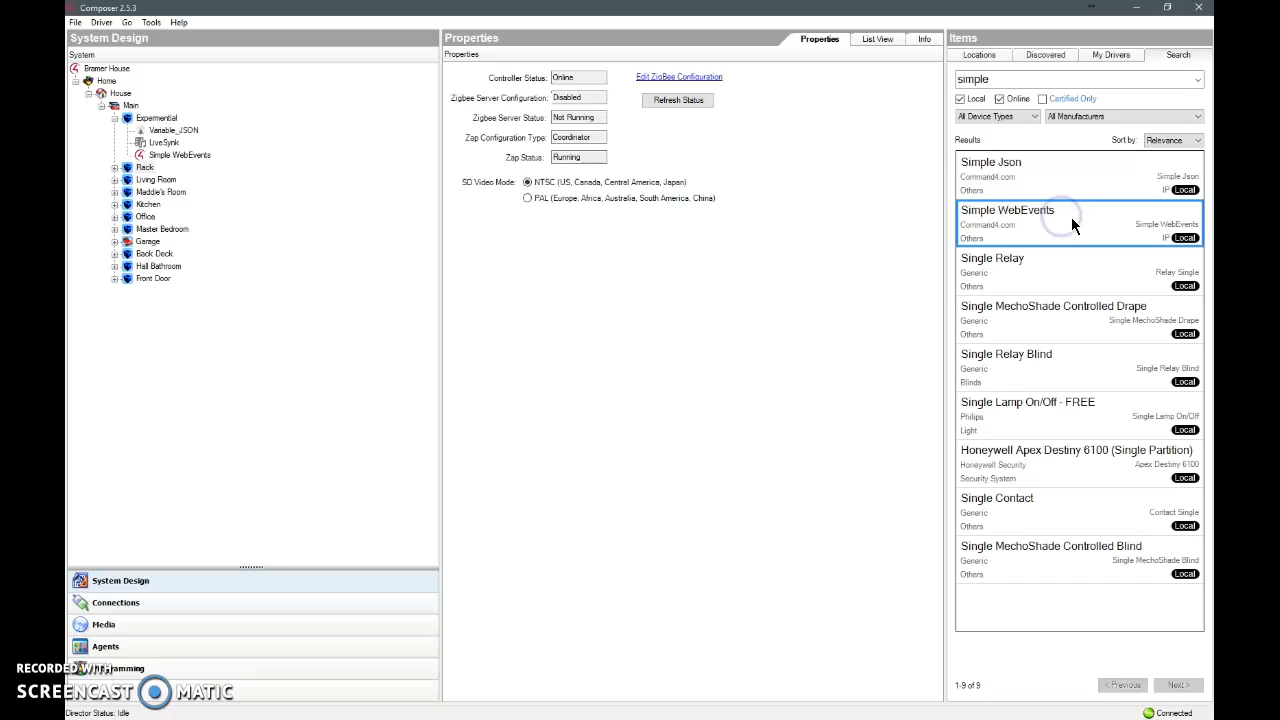 Composer 2.5.3
File Driver Go Tools Help
System Design
System
Bramer House
Home
House
Main
Expermential
Variable_JSON
LiveSynk
Simple WebEvents
Rack
Living Room
Maddie's Room
Kitchen
Office
Master Bedroom
Garage
Back Deck
Hall Bathroom
Front Door
System Design
Connections
Media
Agents
RECORDED WITH
SCREENCAST MATIC
Director Status: Idle
Properties
Properties List View Info
Properties
Controller Status: Online Edit ZigBee Configuration
Zigbee Server Configuration: Disabled Refresh Status
Zigbee Server Status: Not Running
Zap Configuration Type: Coordinator
Zap Status: Running
SD Video Mode: NTSC (US, Canada, Central America, Japan)
PAL (Europe, Africa, Australia, South America, China)
Items
Locations Discovered My Drivers Search
simple
Local Online Certified Only
All Device Types All Manufacturers
Results Sort by: Relevance
Simple Json
Command4.com Simple Json
Others IP Local
Simple WebEvents
Command4.com Simple WebEvents
Others IP Local
Single Relay
Generic Relay Single
Others Local
Single MechoShade Controlled Drape
Generic Single MechoShade Drape
Others Local
Single Relay Blind
Generic Single Relay Blind
Blinds Local
Single Lamp On/Off - FREE
Philips Single Lamp On/Off
Light Local
Honeywell Apex Destiny 6100 (Single Partition)
Honeywell Security Apex Destiny 6100
Security System Local
Single Contact
Generic Contact Single
Others Local
Single MechoShade Controlled Blind
Generic Single MechoShade Blind
Others Local
1-9 of 9 < Previous Next >
Connected